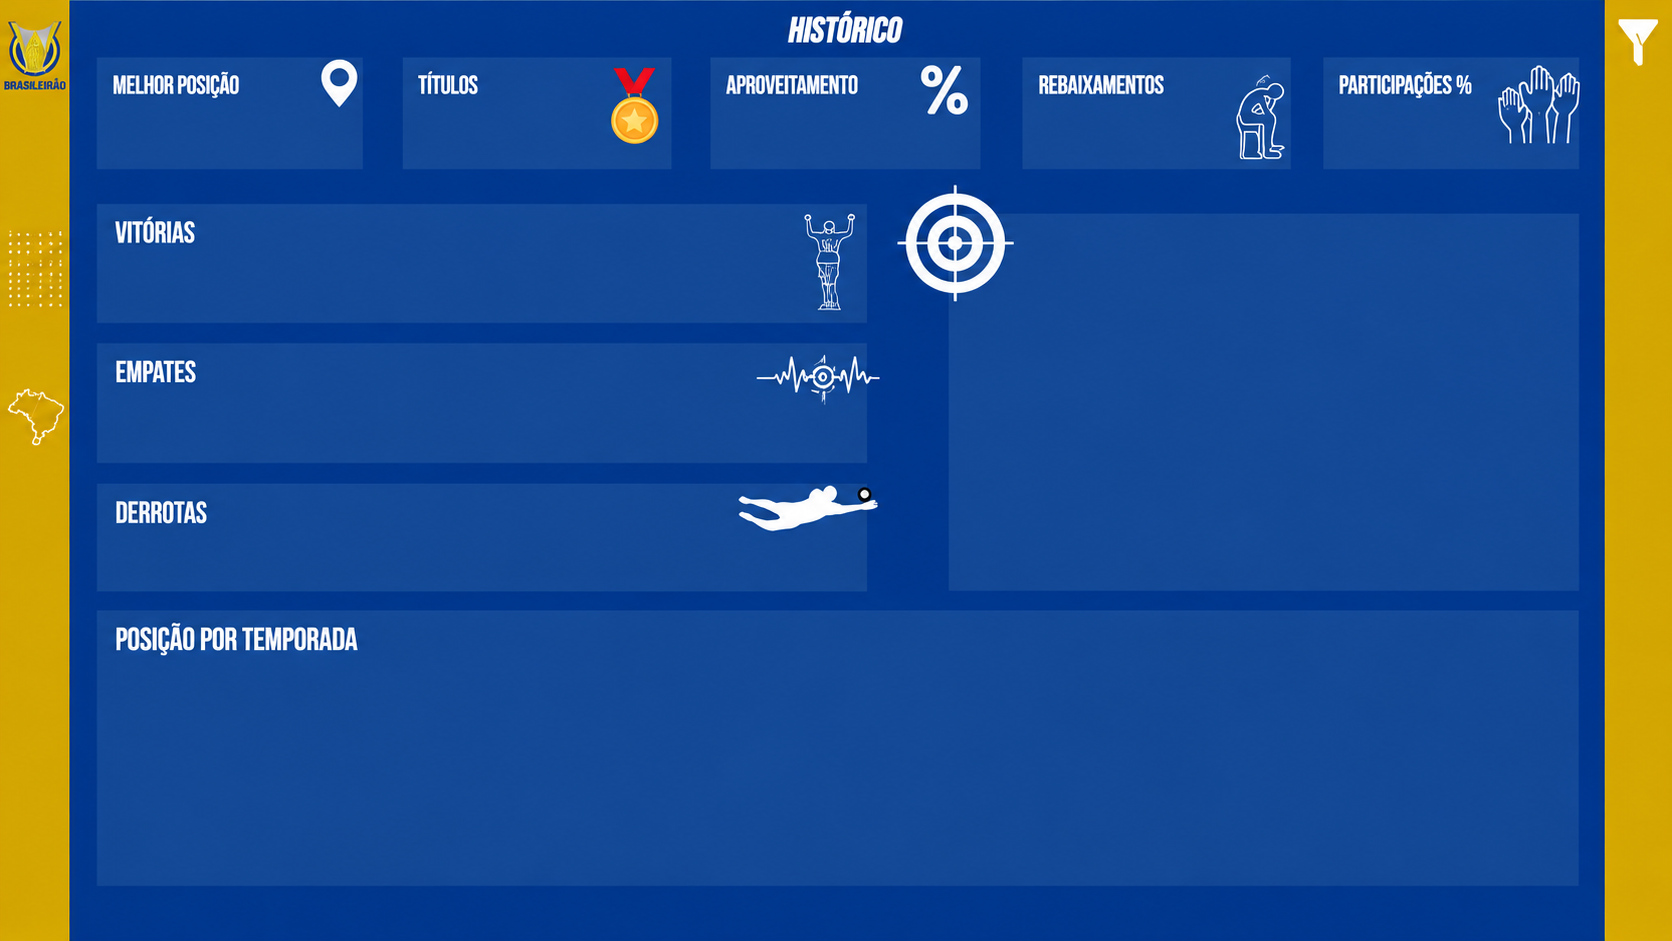 HISTÓRICO
BRASILEIRÃO
MELHOR POSIÇÃO
TÍTULOS
APROVEITAMENTO
%
REBAIXAMENTOS
PARTICIPAÇÕES %
VITÓRIAS
EMPATES
DERROTAS
POSIÇÃO POR TEMPORADA